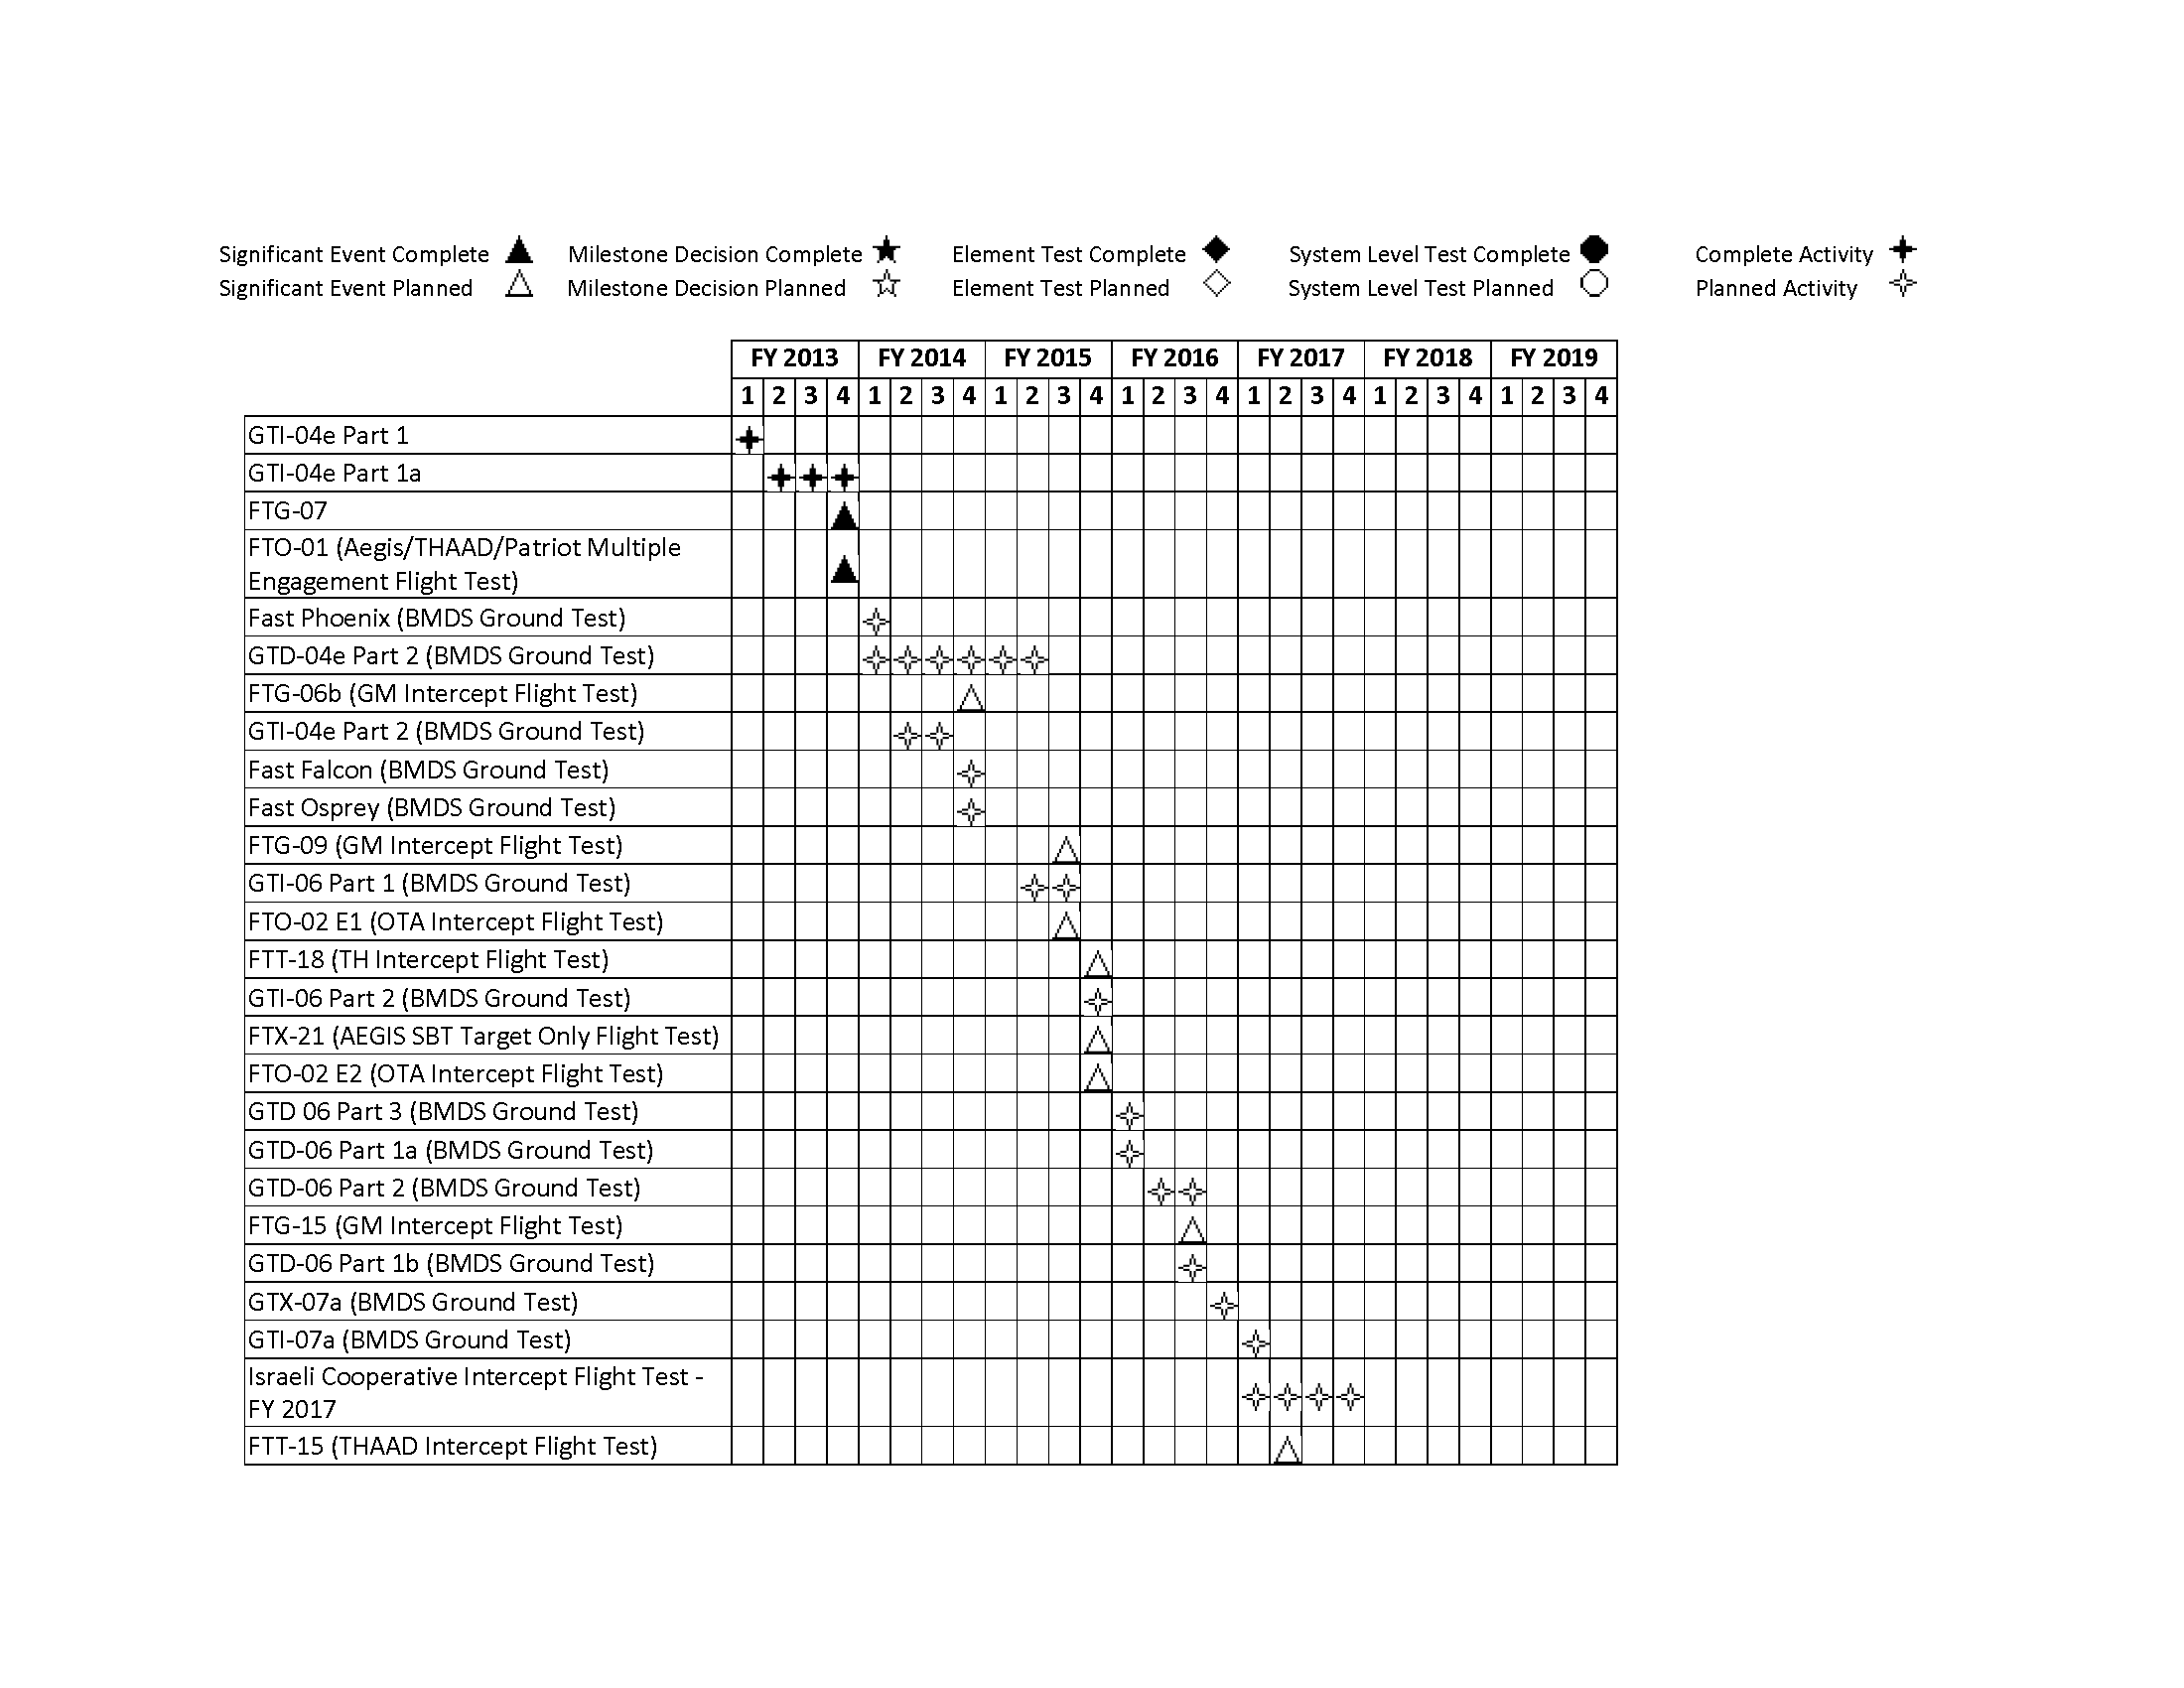 Significant Event Complete Milestone Decision Complete Element Test Complete System Level Test Complete Complete Activity
Significant Event Planned Milestone Decision Planned Element Test Planned System Level Test Planned Planned Activity
FY 2013 FY 2014 FY 2015 FY 2016 FY 2017 FY 2018 FY 2019
1 2 3 4 1 2 3 4 1 2 3 4 1 2 3 4 1 2 3 4 1 2 3 4 1 2 3 4
GTI-04e Part 1
GTI-04e Part 1a
FTG-07
FTO-01 (Aegis/THAAD/Patriot Multiple
Engagement Flight Test)
Fast Phoenix (BMDS Ground Test)
GTD-04e Part 2 (BMDS Ground Test)
FTG-06b (GM Intercept Flight Test)
GTI-04e Part 2 (BMDS Ground Test)
Fast Falcon (BMDS Ground Test)
Fast Osprey (BMDS Ground Test)
FTG-09 (GM Intercept Flight Test)
GTI-06 Part 1 (BMDS Ground Test)
FTO-02 E1 (OTA Intercept Flight Test)
FTT-18 (TH Intercept Flight Test)
GTI-06 Part 2 (BMDS Ground Test)
FTX-21 (AEGIS SBT Target Only Flight Test)
FTO-02 E2 (OTA Intercept Flight Test)
GTD 06 Part 3 (BMDS Ground Test)
GTD-06 Part 1a (BMDS Ground Test)
GTD-06 Part 2 (BMDS Ground Test)
FTG-15 (GM Intercept Flight Test)
GTD-06 Part 1b (BMDS Ground Test)
GTX-07a (BMDS Ground Test)
GTI-07a (BMDS Ground Test)
Israeli Cooperative Intercept Flight Test -
FY 2017
FTT-15 (THAAD Intercept Flight Test)